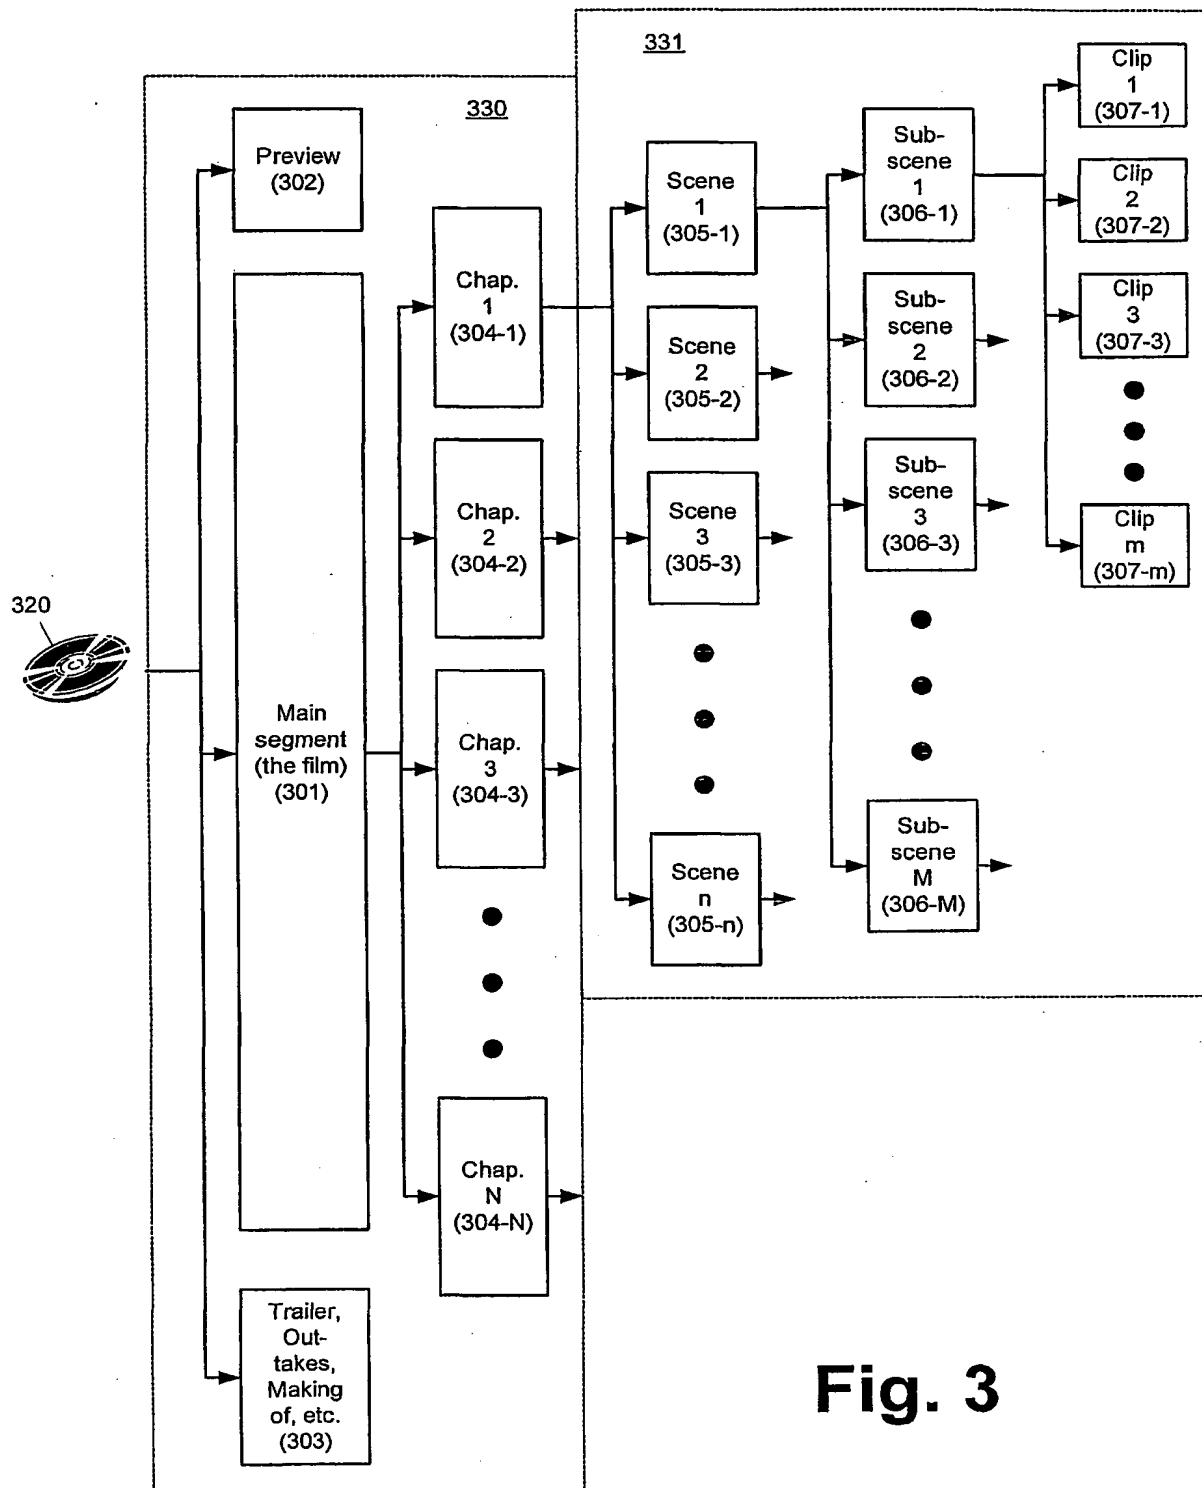 331
330
Preview
(302)
Chap.
1
(304-1)
Scene
1
(305-1)
Sub-
scene
1
(306-1)
Clip
1
(307-1)
Clip
2
(307-2)
Clip
3
(307-3)
Clip
m
(307-m)
Scene
2
(305-2)
Sub-
scene
2
(306-2)
Chap.
2
(304-2)
Scene
3
(305-3)
Sub-
scene
3
(306-3)
320
Main
segment
(the film)
(301)
Chap.
3
(304-3)
Scene
n
(305-n)
Sub-
scene
M
(306-M)
Chap.
N
(304-N)
Trailer,
Out-
takes,
Making
of, etc.
(303)
Fig. 3